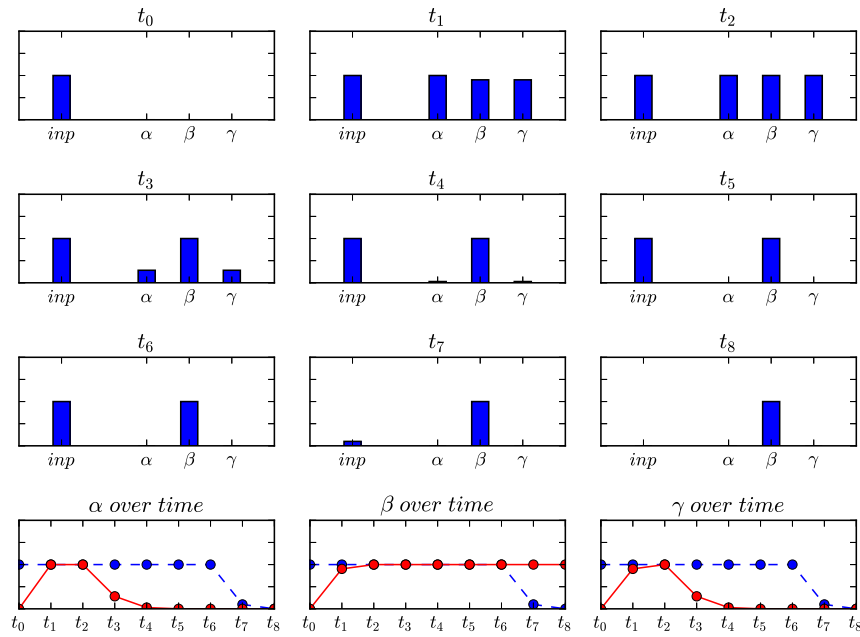 t₀ t₁ t₂
inp α β γ inp α β γ inp α β γ
t₃ t₄ t₅
inp α β γ inp α β γ inp α β γ
t₆ t₇ t₈
inp α β γ inp α β γ inp α β γ
α over time β over time γ over time
t₀ t₁ t₂ t₃ t₄ t₅ t₆ t₇ t₈ t₀ t₁ t₂ t₃ t₄ t₅ t₆ t₇ t₈ t₀ t₁ t₂ t₃ t₄ t₅ t₆ t₇ t₈